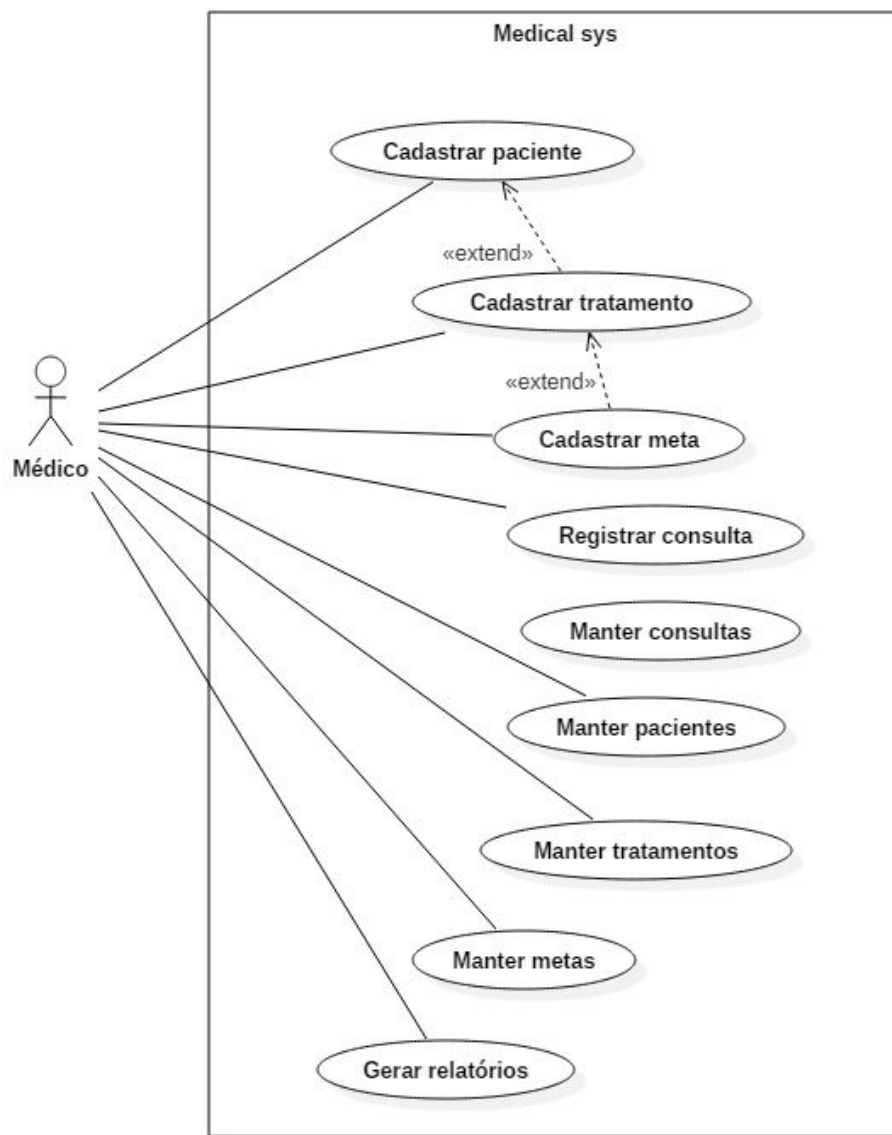 Medical sys
Cadastrar paciente
«extend»
Cadastrar tratamento
«extend»
Cadastrar meta
Médico
Registrar consulta
Manter consultas
Manter pacientes
Manter tratamentos
Manter metas
Gerar relatórios